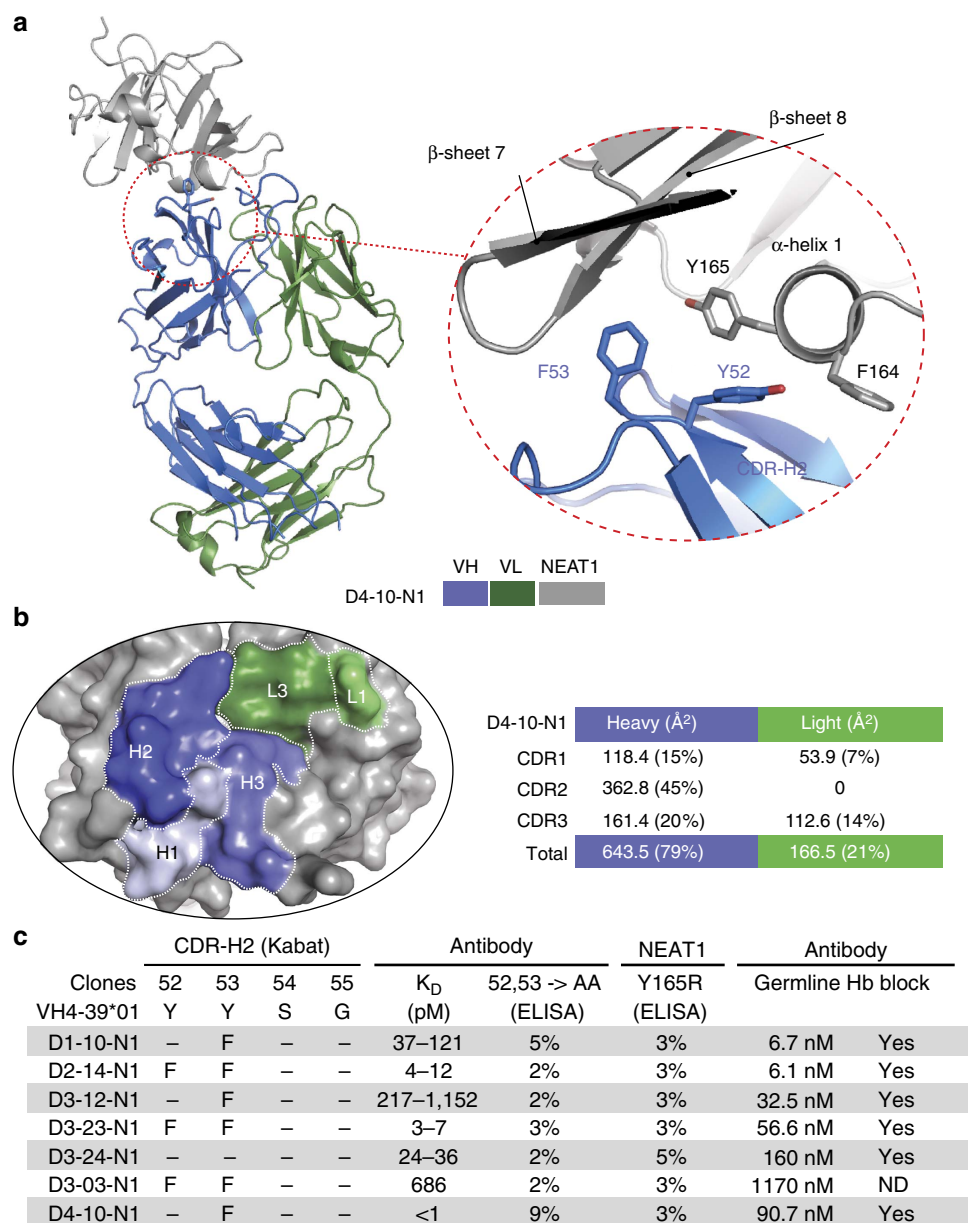 a
β-sheet 7
β-sheet 8
α-helix 1
Y165
F53
Y52
F164
CDR-H2
VH VL NEAT1
D4-10-N1
b
L3
L1
H2
H3
H1
D4-10-N1 Heavy (Å²) Light (Å²)
CDR1 118.4 (15%) 53.9 (7%)
CDR2 362.8 (45%) 0
CDR3 161.4 (20%) 112.6 (14%)
Total 643.5 (79%) 166.5 (21%)
c
CDR-H2 (Kabat) Antibody NEAT1 Antibody
Clones 52 53 54 55 K_D 52,53 -> AA Y165R Germline Hb block
VH4-39*01 Y Y S G (pM) (ELISA) (ELISA)
D1-10-N1 – F – – 37–121 5% 3% 6.7 nM Yes
D2-14-N1 F F – – 4–12 2% 3% 6.1 nM Yes
D3-12-N1 – F – – 217–1,152 2% 3% 32.5 nM Yes
D3-23-N1 F F – – 3–7 3% 3% 56.6 nM Yes
D3-24-N1 – – – – 24–36 2% 5% 160 nM Yes
D3-03-N1 F F – – 686 2% 3% 1170 nM ND
D4-10-N1 – F – – <1 9% 3% 90.7 nM Yes